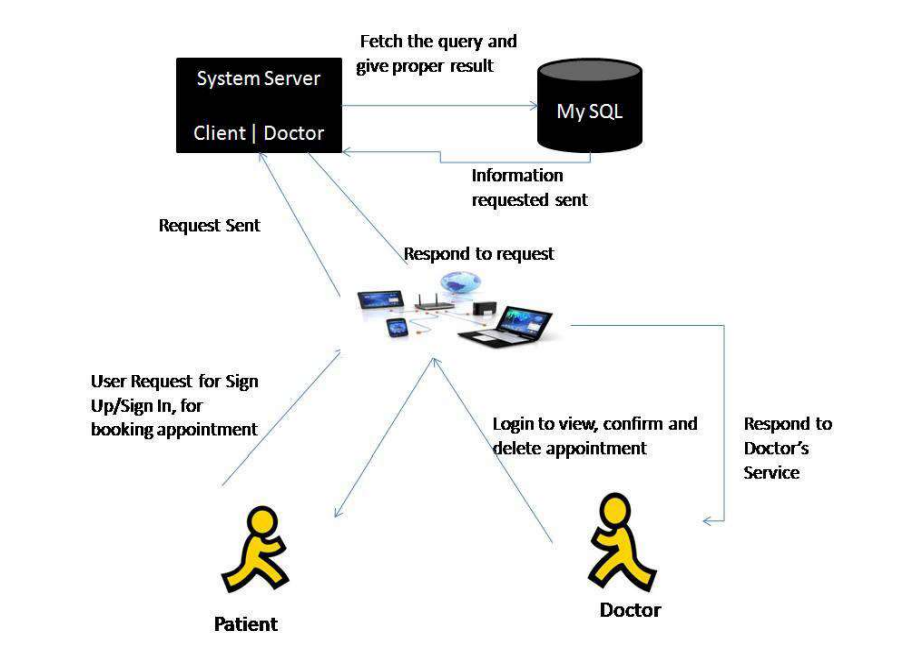 Fetch the query and
give proper result
System Server
Client | Doctor
My SQL
Information
requested sent
Request Sent
Respond to request
User Request for Sign
Up/Sign In, for
booking appointment
Login to view, confirm and
delete appointment
Respond to
Doctor's
Service
Patient
Doctor